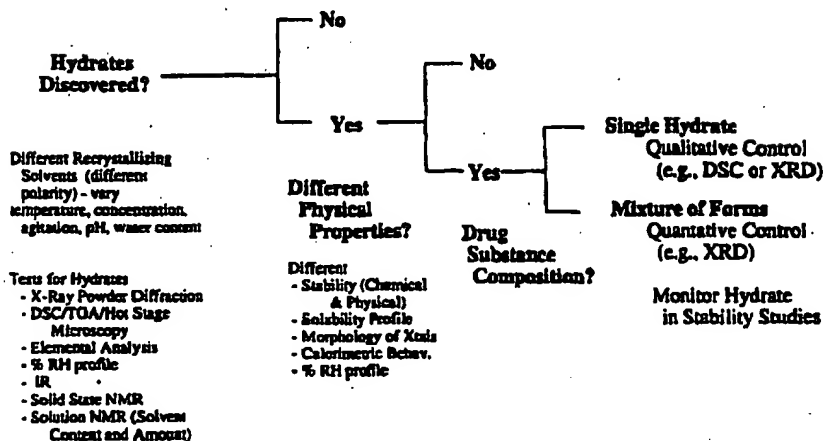 Hydrates
Discovered?
No
Yes
Different Recrystallizing
Solvents (different
polarity) - vary
temperature, concentration,
agitation, pH, water content
Tests for Hydrates
- X-Ray Powder Diffraction
- DSC/TGA/Hot Stage
Microscopy
- Elemental Analysis
- % RH profile
- IR
- Solid State NMR
- Solution NMR (Solvent
Content and Amount)
Different
Physical
Properties?
No
Yes
Different
- Stability (Chemical
& Physical)
- Solubility Profile
- Morphology of Xtals
- Calorimetric Behav.
- % RH profile
Drug
Substance
Composition?
Single Hydrate
Qualitative Control
(e.g., DSC or XRD)
Mixture of Forms
Quantative Control
(e.g., XRD)
Monitor Hydrate
in Stability Studies